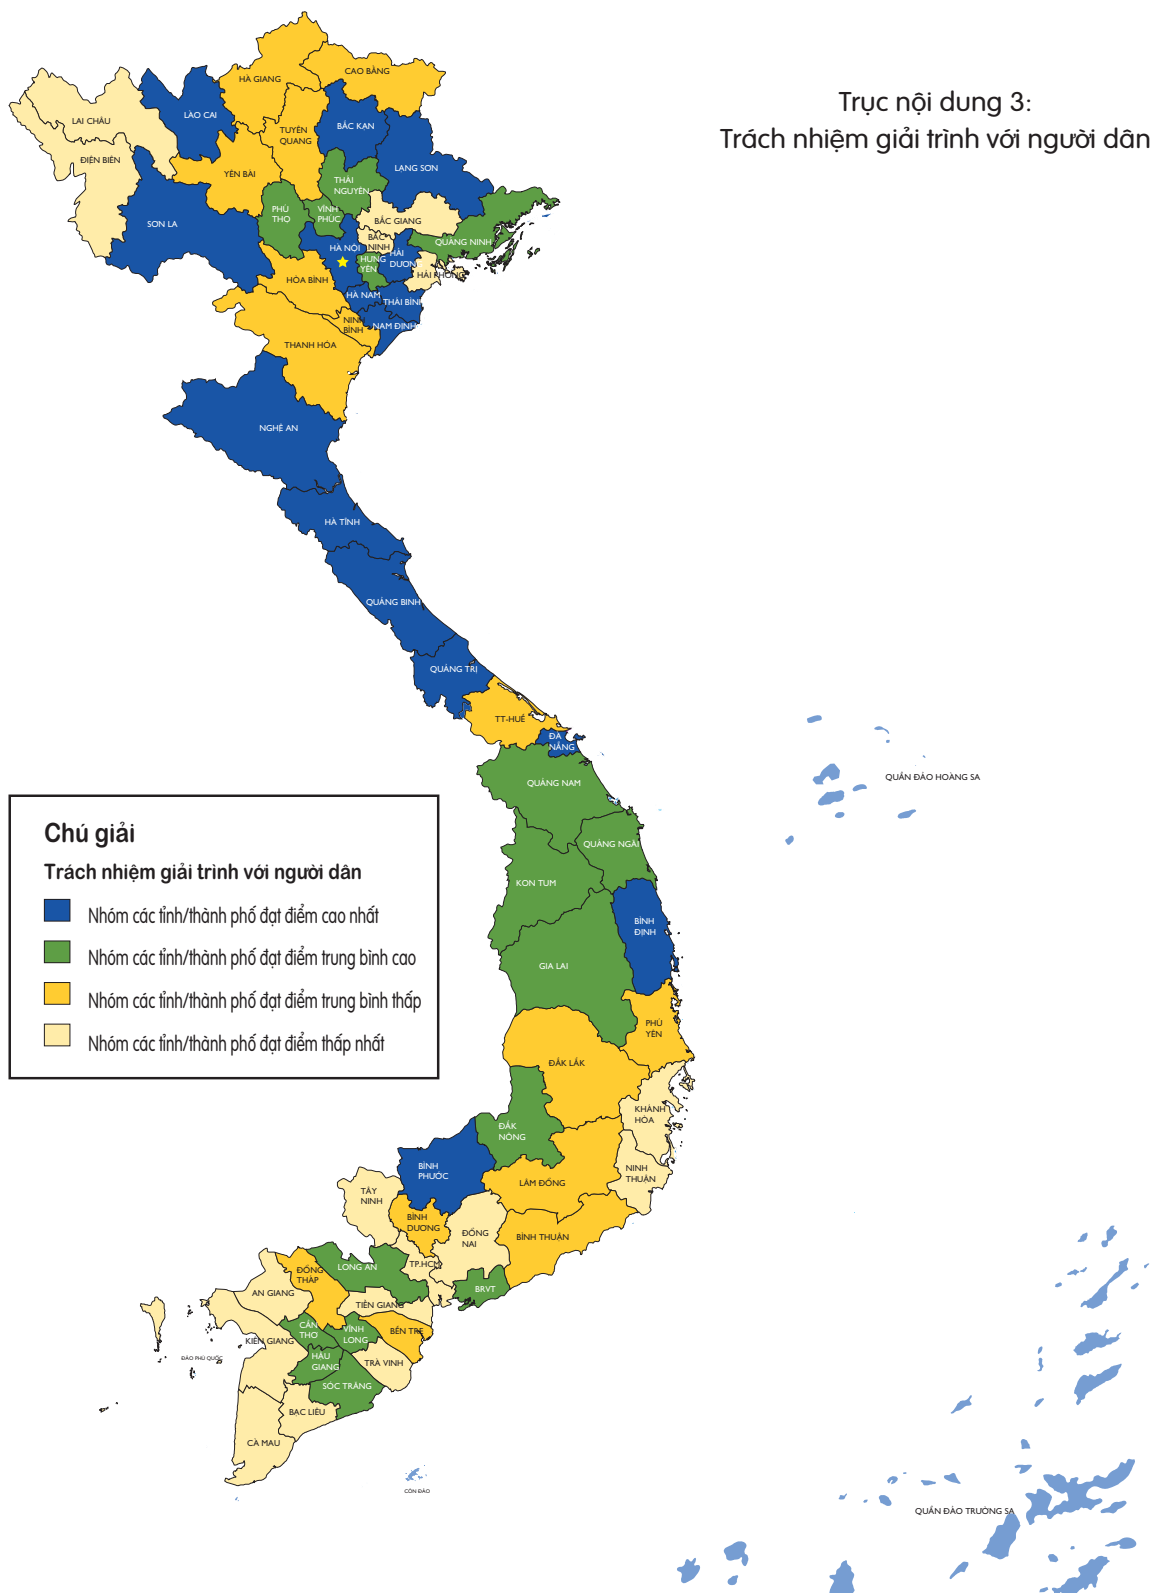 Trục nội dung 3:
Trách nhiệm giải trình với người dân
HÀ GIANG
CAO BẰNG
LAI CHÂU
LÀO CAI
BẮC KẠN
TUYÊN
QUANG
ĐIỆN BIÊN
YÊN BÁI
LẠNG SƠN
THÁI
NGUYÊN
SƠN LA
PHÚ
THỌ
VĨNH
PHÚC
BẮC GIANG
BẮC
NINH
QUẢNG NINH
HÀ NỘI
HẢI
DƯƠN
HƯNG
YÊN
HẢI PHÒNG
HÒA BÌNH
HÀ NAM
THÁI BÌNH
NINH
BÌNH
NAM ĐỊNH
THANH HÓA
NGHỆ AN
HÀ TĨNH
QUẢNG BÌNH
QUẢNG TRỊ
TT-HUẾ
ĐÀ
NẴNG
QUẦN ĐẢO HOÀNG SA
QUẢNG NAM
QUẢNG NGÃI
KON TUM
BÌNH
ĐỊNH
GIA LAI
PHÚ
YÊN
ĐẮK LẮK
KHÁNH
HÒA
ĐẮK
NÔNG
BÌNH
PHƯỚC
NINH
THUẬN
LÂM ĐỒNG
TÂY
NINH
BÌNH
DƯƠNG
ĐỒNG
NAI
BÌNH THUẬN
TP.HCM
LONG AN
ĐỒNG
THÁP
BRVT
AN GIANG
TIỀN GIANG
CẦN
THƠ
VĨNH
LONG
BẾN TRE
KIÊN GIANG
HẬU
GIANG
TRÀ VINH
ĐẢO PHÚ QUỐC
SÓC TRĂNG
BẠC LIÊU
CÀ MAU
CÔN ĐẢO
QUẦN ĐẢO TRƯỜNG SA
Chú giải
Trách nhiệm giải trình với người dân
Nhóm các tỉnh/thành phố đạt điểm cao nhất
Nhóm các tỉnh/thành phố đạt điểm trung bình cao
Nhóm các tỉnh/thành phố đạt điểm trung bình thấp
Nhóm các tỉnh/thành phố đạt điểm thấp nhất